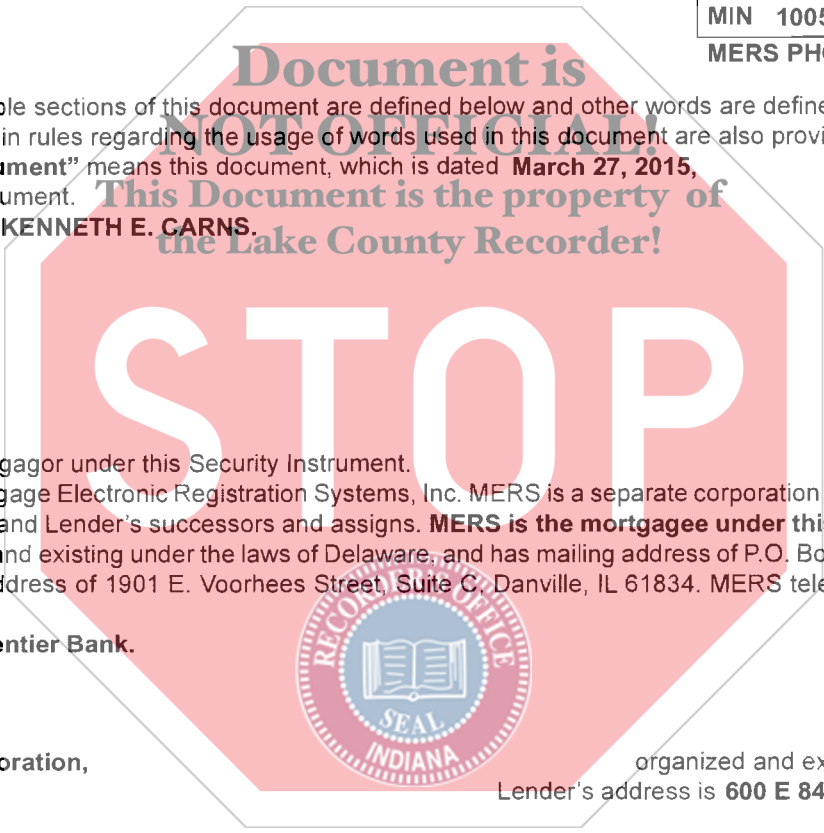 MIN 1005
MERS PH
Document is
ble sections of this document are defined below and other words are define
NOT OFFICIAL!
in rules regarding the usage of words used in this document are also provi
ument” means this document, which is dated March 27, 2015,
ument.
This Document is the property of
KENNETH E. CARNS.
the Lake County Recorder!
STOP
gagor under this Security Instrument.
gage Electronic Registration Systems, Inc. MERS is a separate corporation
and Lender’s successors and assigns. MERS is the mortgagee under thi
nd existing under the laws of Delaware, and has mailing address of P.O. Bo
ddress of 1901 E. Voorhees Street, Suite C, Danville, IL 61834. MERS tele
RECORDER'S OFFICE
entier Bank.
SEAL
INDIANA
oration,
organized and ex
Lender’s address is 600 E 84